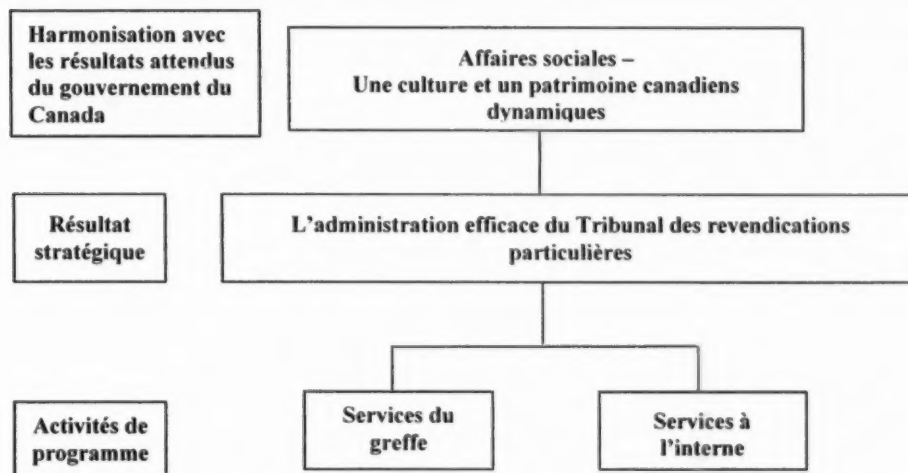 Harmonisation avec
les résultats attendus
du gouvernement du
Canada
Affaires sociales –
Une culture et un patrimoine canadiens
dynamiques
Résultat
stratégique
L'administration efficace du Tribunal des revendications
particulières
Activités de
programme
Services du
greffe
Services à
l'interne